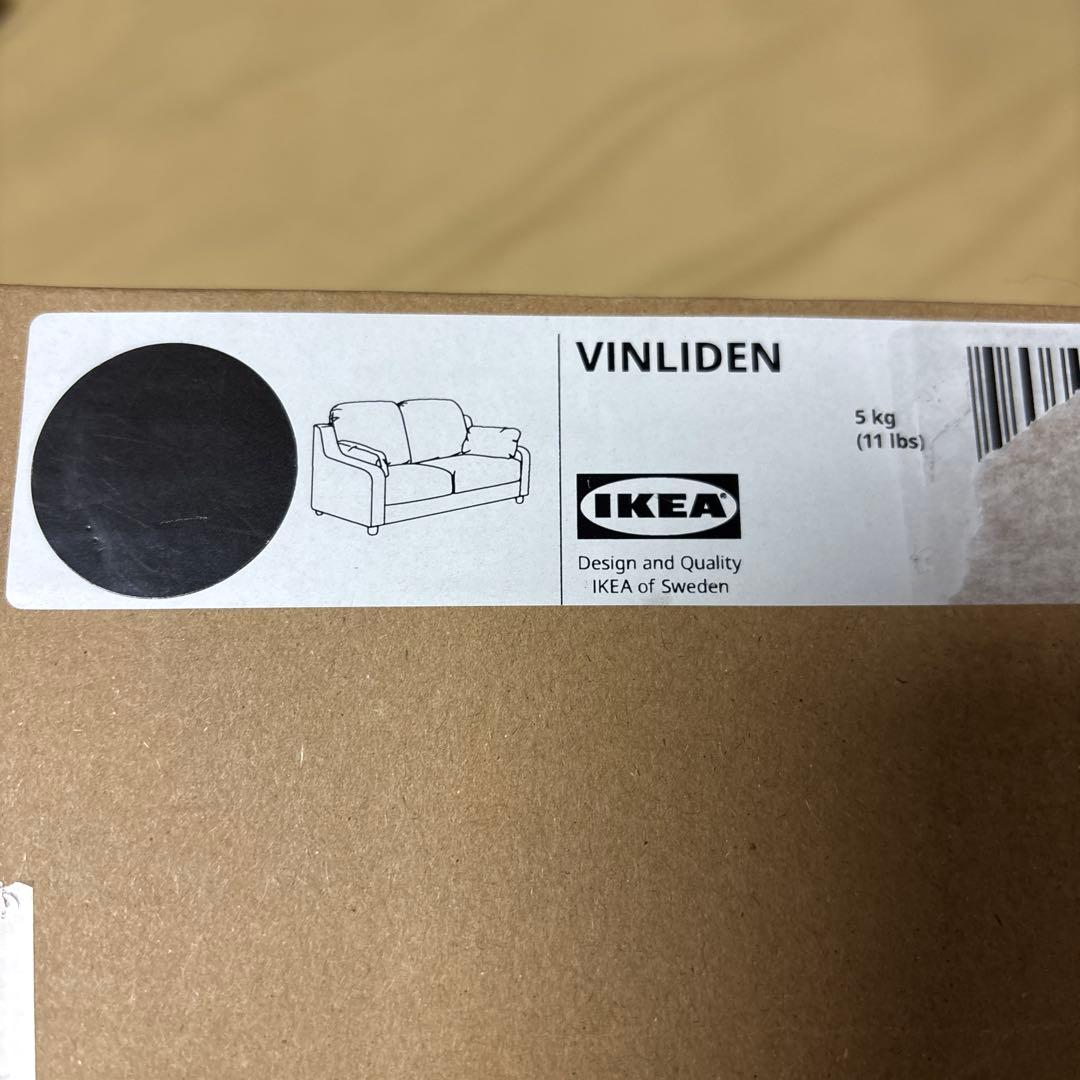 VINLIDEN
5 kg
(11 lbs)
IKEA®
Design and Quality
IKEA of Sweden